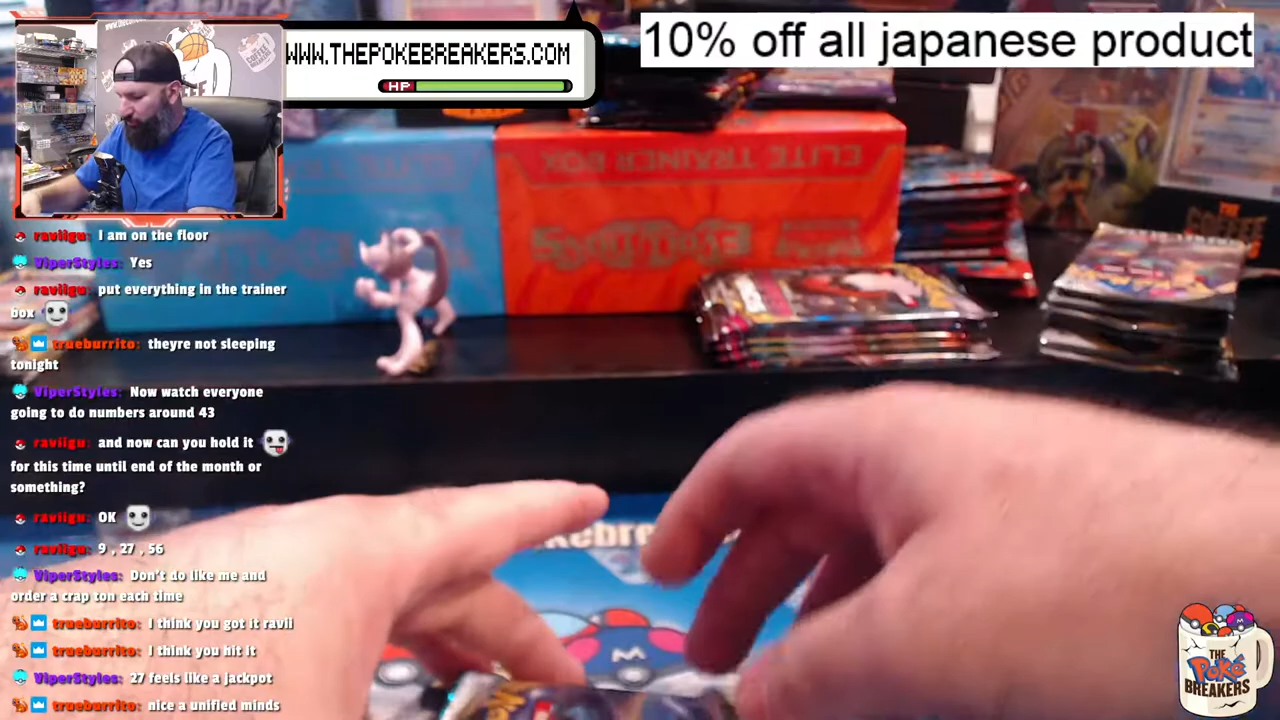 WWW.THEPOKEBREAKERS.COM
HP
10% off all japanese product
ELITE TRAINER BOX
raviigu: I am on the floor
ViperStyles: Yes
raviigu: put everything in the trainer
box
trueburrito: theyre not sleeping
tonight
ViperStyles: Now watch everyone
going to do numbers around 43
raviigu: and now can you hold it
for this time until end of the month or
something?
raviigu: OK
raviigu: 9 , 27 , 56
ViperStyles: Don't do like me and
order a crap ton each time
trueburrito: I think you got it ravii
trueburrito: I think you hit it
ViperStyles: 27 feels like a jackpot
trueburrito: nice a unified minds
THE
POKÉ
BREAKERS